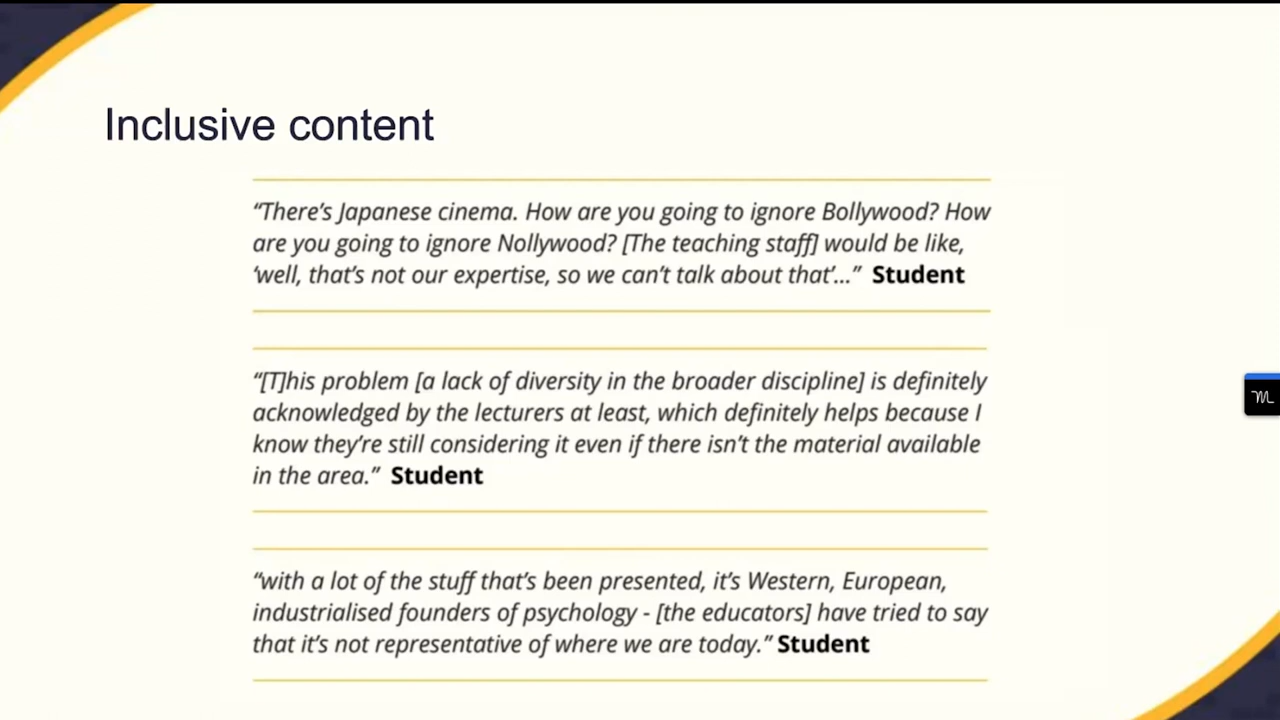 Inclusive content
“There’s Japanese cinema. How are you going to ignore Bollywood? How
are you going to ignore Nollywood? [The teaching staff] would be like,
‘well, that’s not our expertise, so we can’t talk about that’...” Student
“[T]his problem [a lack of diversity in the broader discipline] is definitely
acknowledged by the lecturers at least, which definitely helps because I
know they’re still considering it even if there isn’t the material available
in the area.” Student
“with a lot of the stuff that’s been presented, it’s Western, European,
industrialised founders of psychology - [the educators] have tried to say
that it’s not representative of where we are today.” Student